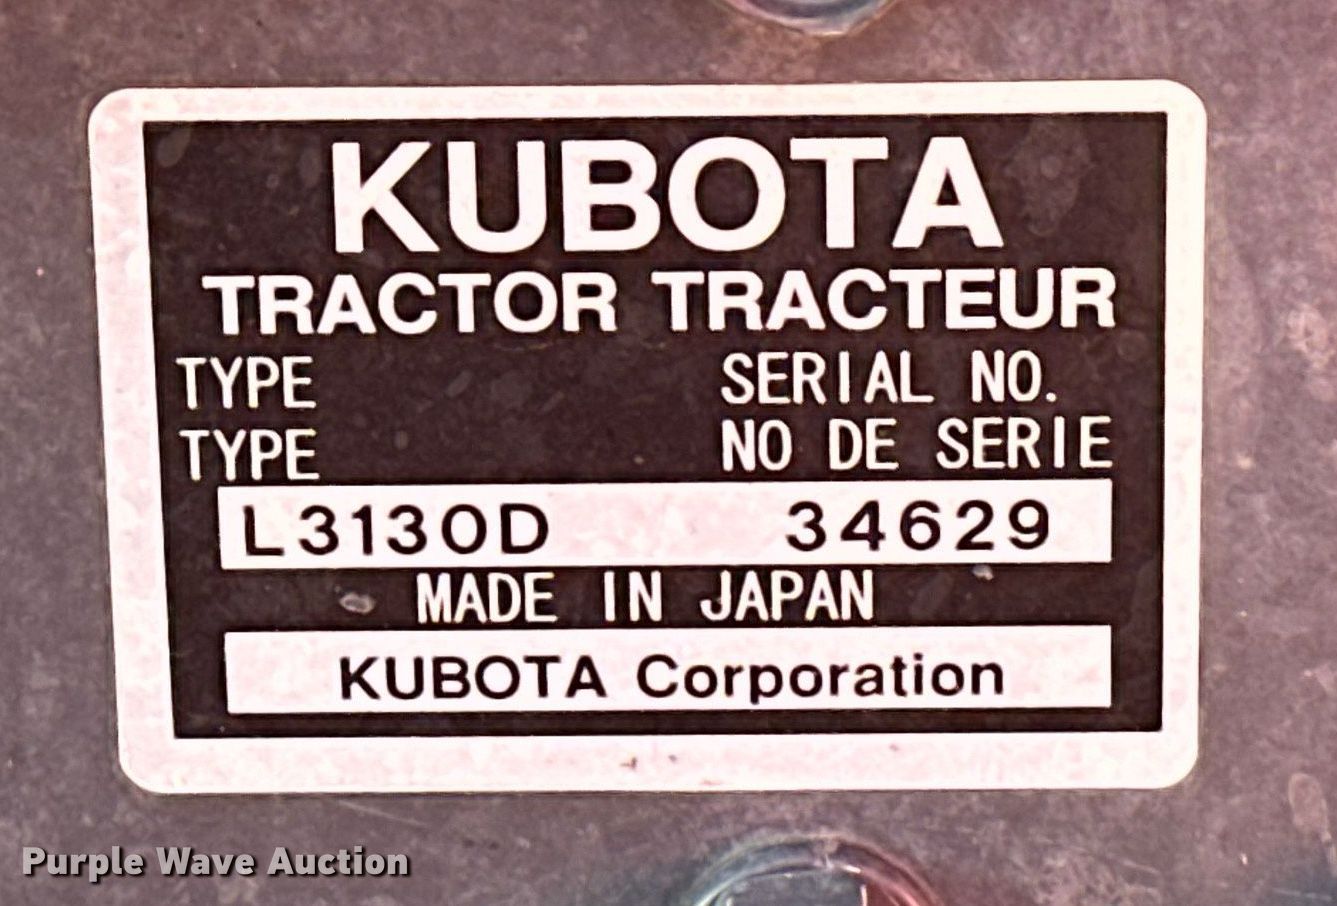 KUBOTA
TRACTOR TRACTEUR
TYPE SERIAL NO.
TYPE NO DE SERIE
L3130D 34629
MADE IN JAPAN
KUBOTA Corporation
Purple Wave Auction